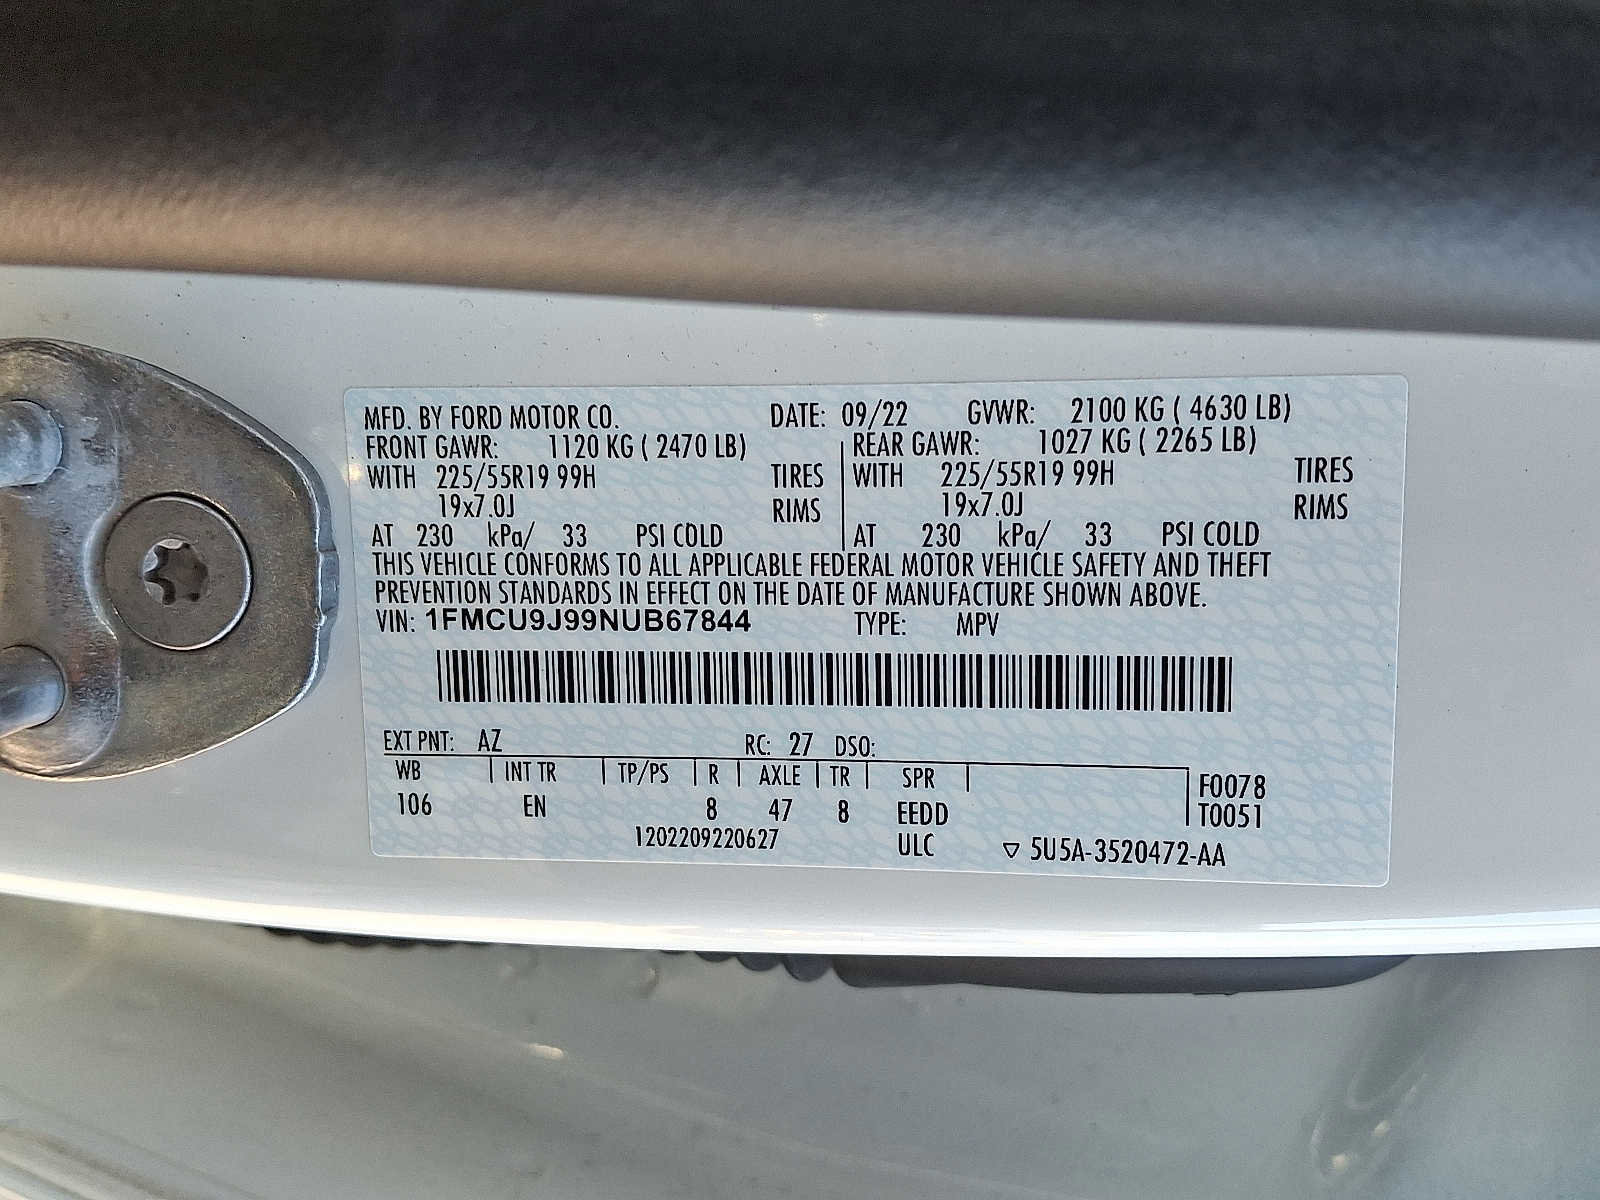 MFD. BY FORD MOTOR CO. DATE: 09/22 GVWR: 2100 KG ( 4630 LB)
FRONT GAWR: 1120 KG ( 2470 LB) REAR GAWR: 1027 KG ( 2265 LB)
WITH 225/55R19 99H TIRES WITH 225/55R19 99H TIRES
19x7.0J RIMS 19x7.0J RIMS
AT 230 kPa/ 33 PSI COLD AT 230 kPa/ 33 PSI COLD
THIS VEHICLE CONFORMS TO ALL APPLICABLE FEDERAL MOTOR VEHICLE SAFETY AND THEFT
PREVENTION STANDARDS IN EFFECT ON THE DATE OF MANUFACTURE SHOWN ABOVE.
VIN: 1FMCU9J99NUB67844 TYPE: MPV
EXT PNT: AZ RC: 27 DSO:
WB INT TR TP/PS R AXLE TR SPR F0078
106 EN 8 47 8 EEDD T0051
1202209220627 ULC ▽ 5U5A-3520472-AA